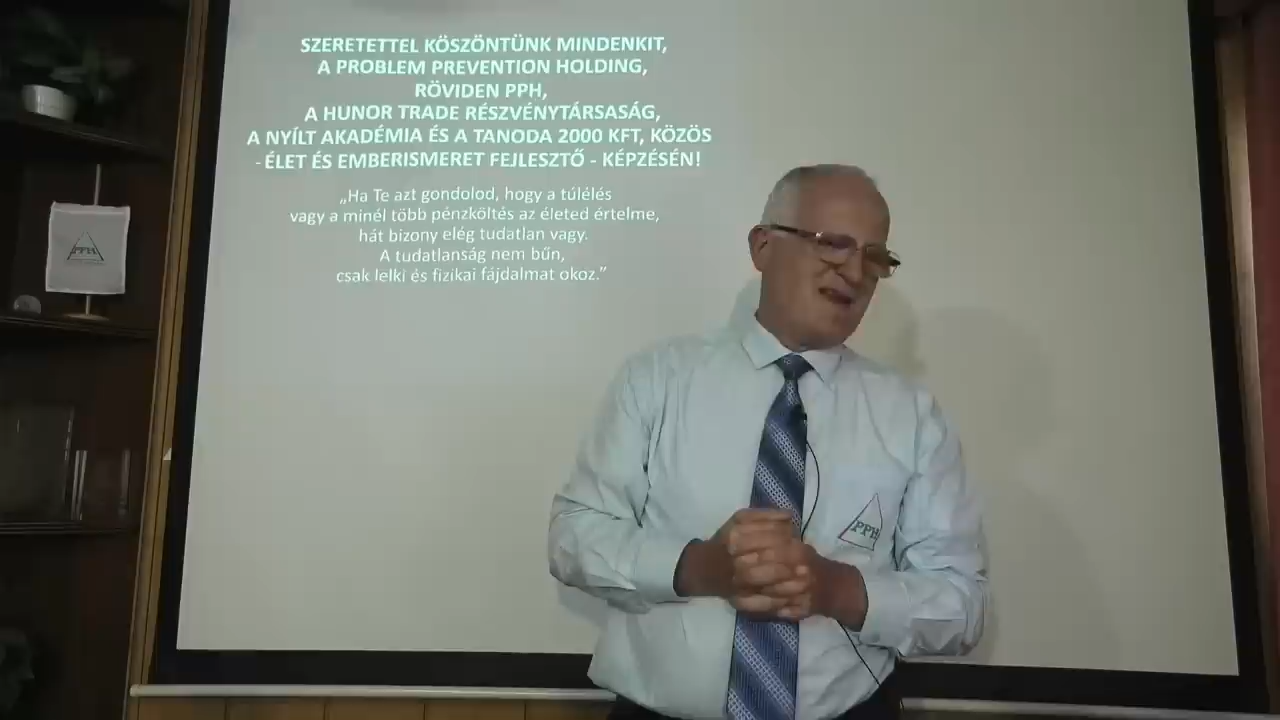 SZERETETTEL KÖSZÖNTÜNK MINDENKIT,
A PROBLEM PREVENTION HOLDING,
RÖVIDEN PPH,
A HUNOR TRADE RÉSZVÉNYTÁRSASÁG,
A NYÍLT AKADÉMIA ÉS A TANODA 2000 KFT, KÖZÖS
- ÉLET ÉS EMBERISMERET FEJLESZTŐ - KÉPZÉSÉN!
„Ha Te azt gondolod, hogy a túlélés
vagy a minél több pénzköltés az életed értelme,
hát bizony elég tudatlan vagy.
A tudatlanság nem bűn,
csak lelki és fizikai fájdalmat okoz.”
PPH
PPH